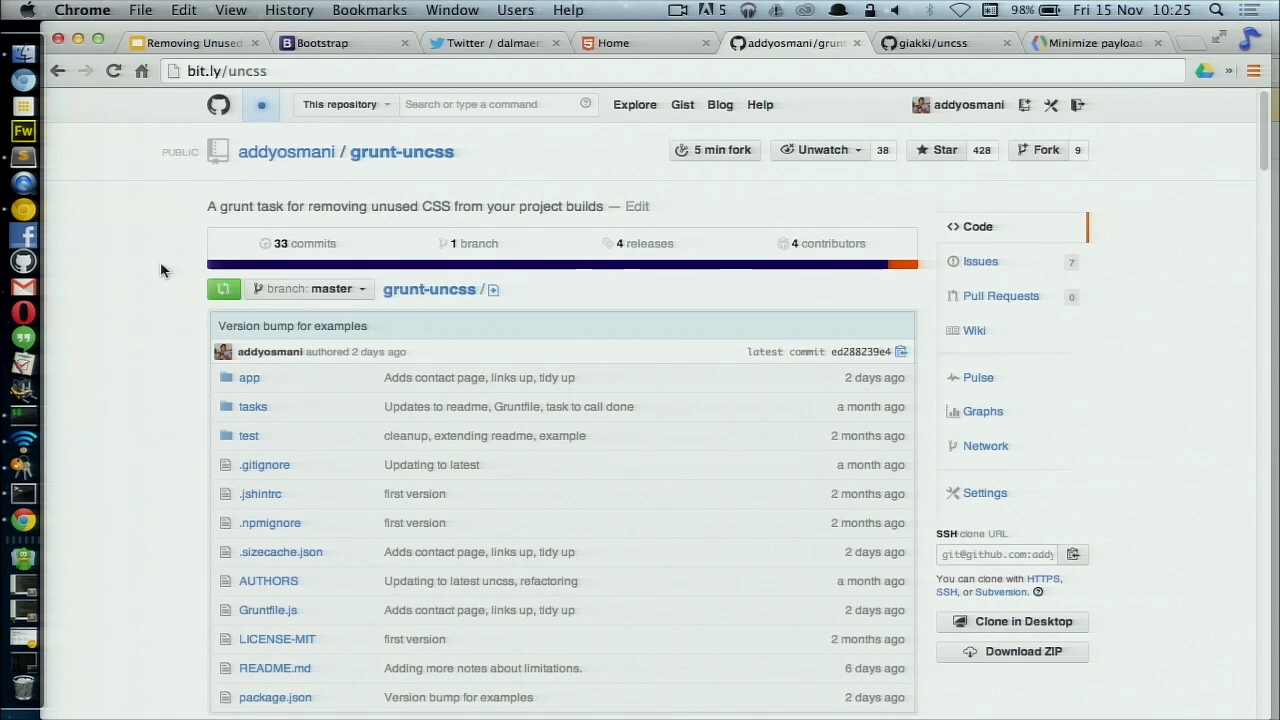 Chrome File Edit View History Bookmarks Window Users Help
5
98%
Fri 15 Nov 10:25
Removing Unused
Bootstrap
Twitter / dalmaer
Home
addyosmani/grunt
giakki/uncss
Minimize payload
bit.ly/uncss
This repository
Search or type a command
Explore Gist Blog Help
addyosmani
PUBLIC
addyosmani / grunt-uncss
5 min fork
Unwatch 38
Star 428
Fork 9
A grunt task for removing unused CSS from your project builds — Edit
33 commits
1 branch
4 releases
4 contributors
branch: master
grunt-uncss /
Version bump for examples
addyosmani authored 2 days ago
latest commit ed288239e4
app Adds contact page, links up, tidy up 2 days ago
tasks Updates to readme, Gruntfile, task to call done a month ago
test cleanup, extending readme, example 2 months ago
.gitignore Updating to latest a month ago
.jshintrc first version 2 months ago
.npmignore first version 2 months ago
.sizecache.json Adds contact page, links up, tidy up 2 days ago
AUTHORS Updating to latest uncss, refactoring a month ago
Gruntfile.js Adds contact page, links up, tidy up 2 days ago
LICENSE-MIT first version 2 months ago
README.md Adding more notes about limitations. 6 days ago
package.json Version bump for examples 2 days ago
Code
Issues 7
Pull Requests 0
Wiki
Pulse
Graphs
Network
Settings
SSH clone URL
git@github.com:addy
You can clone with HTTPS,
SSH, or Subversion.
Clone in Desktop
Download ZIP
Fw